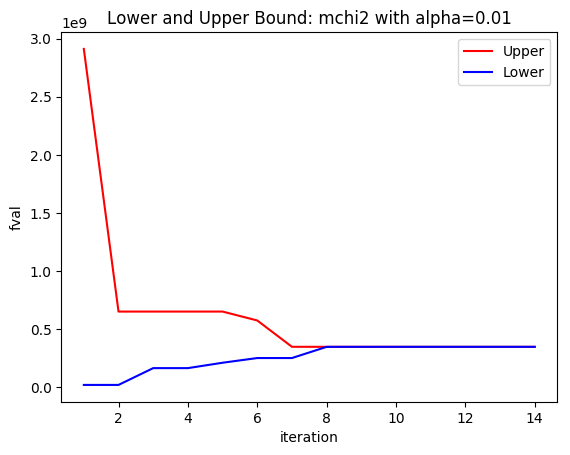 Lower and Upper Bound: mchi2 with alpha=0.01
1e9
3.0
2.5
2.0
1.5
1.0
0.5
0.0
fval
Upper
Lower
2 4 6 8 10 12 14
iteration